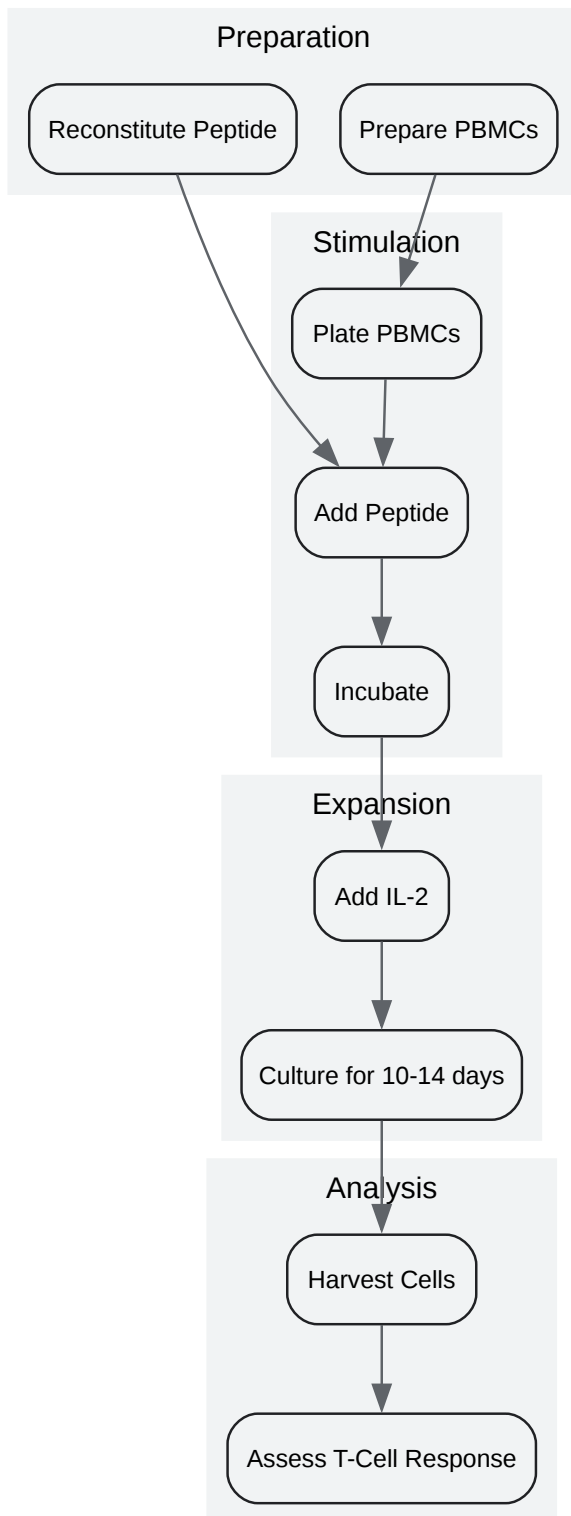 Preparation
Reconstitute Peptide
Prepare PBMCs
Stimulation
Plate PBMCs
Add Peptide
Incubate
Expansion
Add IL-2
Culture for 10-14 days
Analysis
Harvest Cells
Assess T-Cell Response